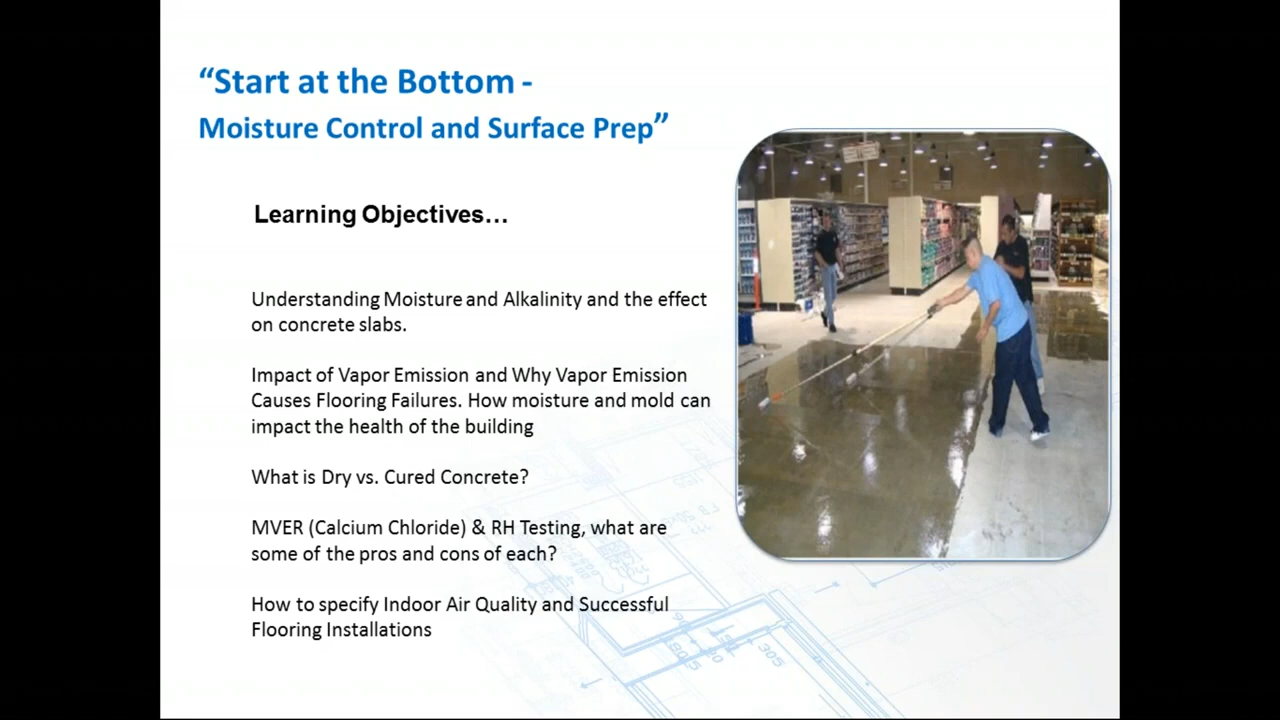 “Start at the Bottom -
Moisture Control and Surface Prep”
Learning Objectives…
Understanding Moisture and Alkalinity and the effect
on concrete slabs.
Impact of Vapor Emission and Why Vapor Emission
Causes Flooring Failures. How moisture and mold can
impact the health of the building
What is Dry vs. Cured Concrete?
MVER (Calcium Chloride) & RH Testing, what are
some of the pros and cons of each?
How to specify Indoor Air Quality and Successful
Flooring Installations
305